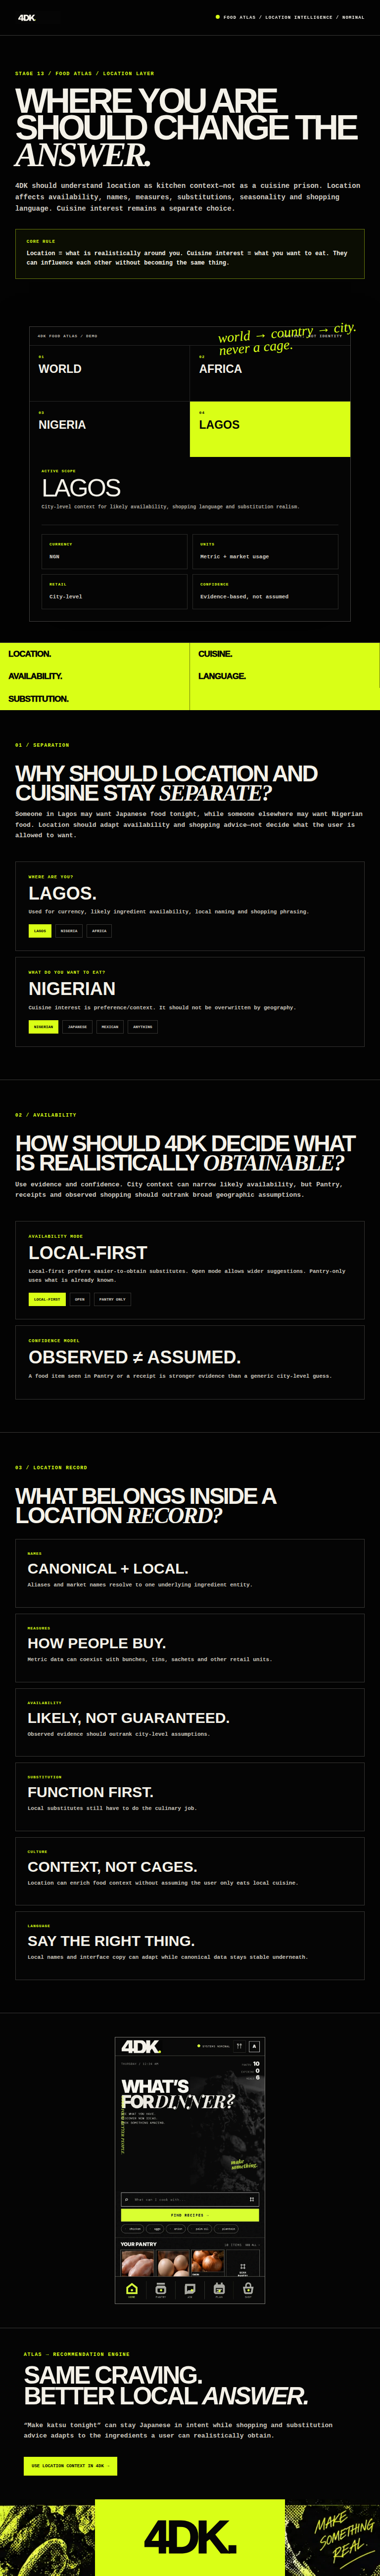 4DK.
FOOD ATLAS / LOCATION INTELLIGENCE / NOMINAL
STAGE 13 / FOOD ATLAS / LOCATION LAYER
WHERE YOU ARE
SHOULD CHANGE THE
ANSWER.
4DK should understand location as kitchen context—not as a cuisine prison. Location
affects availability, names, measures, substitutions, seasonality and shopping
language. Cuisine interest remains a separate choice.
CORE RULE
Location = what is realistically around you. Cuisine interest = what you want to eat. They
can influence each other without becoming the same thing.
4DK FOOD ATLAS / DEMO
world → country → city.
never a cage.
01
WORLD
02
AFRICA
03
NIGERIA
04
LAGOS
ACTIVE SCOPE
LAGOS
City-level context for likely availability, shopping language and substitution realism.
CURRENCY
NGN
UNITS
Metric + market usage
RETAIL
City-level
CONFIDENCE
Evidence-based, not assumed
LOCATION.
CUISINE.
AVAILABILITY.
LANGUAGE.
SUBSTITUTION.
01 / SEPARATION
WHY SHOULD LOCATION AND
CUISINE STAY SEPARATE?
Someone in Lagos may want Japanese food tonight, while someone elsewhere may want Nigerian
food. Location should adapt availability and shopping advice—not decide what the user is
allowed to want.
WHERE ARE YOU?
LAGOS.
Used for currency, likely ingredient availability, local naming and shopping phrasing.
LAGOS
NIGERIA
AFRICA
WHAT DO YOU WANT TO EAT?
NIGERIAN
Cuisine interest is preference/context. It should not be overwritten by geography.
NIGERIAN
JAPANESE
MEXICAN
ANYTHING
02 / AVAILABILITY
HOW SHOULD 4DK DECIDE WHAT
IS REALISTICALLY OBTAINABLE?
Use evidence and confidence. City context can narrow likely availability, but Pantry,
receipts and observed shopping should outrank broad geographic assumptions.
AVAILABILITY MODE
LOCAL-FIRST
Local-first prefers easier-to-obtain substitutes. Open mode allows wider suggestions. Pantry-only
uses what is already known.
LOCAL-FIRST
OPEN
PANTRY ONLY
CONFIDENCE MODEL
OBSERVED ≠ ASSUMED.
A food item seen in Pantry or a receipt is stronger evidence than a generic city-level guess.
03 / LOCATION RECORD
WHAT BELONGS INSIDE A
LOCATION RECORD?
NAMES
CANONICAL + LOCAL.
Aliases and market names resolve to one underlying ingredient entity.
MEASURES
HOW PEOPLE BUY.
Metric data can coexist with bunches, tins, sachets and other retail units.
AVAILABILITY
LIKELY, NOT GUARANTEED.
Observed evidence should outrank city-level assumptions.
SUBSTITUTION
FUNCTION FIRST.
Local substitutes still have to do the culinary job.
CULTURE
CONTEXT, NOT CAGES.
Location can enrich food context without assuming the user only eats local cuisine.
LANGUAGE
SAY THE RIGHT THING.
Local names and interface copy can adapt while canonical data stays stable underneath.
4DK.
A
10
0
6
WHAT'S
FOR DINNER?
make
something.
FIND RECIPES
YOUR PANTRY
ATLAS → RECOMMENDATION ENGINE
SAME CRAVING.
BETTER LOCAL ANSWER.
“Make katsu tonight” can stay Japanese in intent while shopping and substitution
advice adapts to the ingredients a user can realistically obtain.
USE LOCATION CONTEXT IN 4DK →
4DK.
MAKE
SOMETHING
REAL.